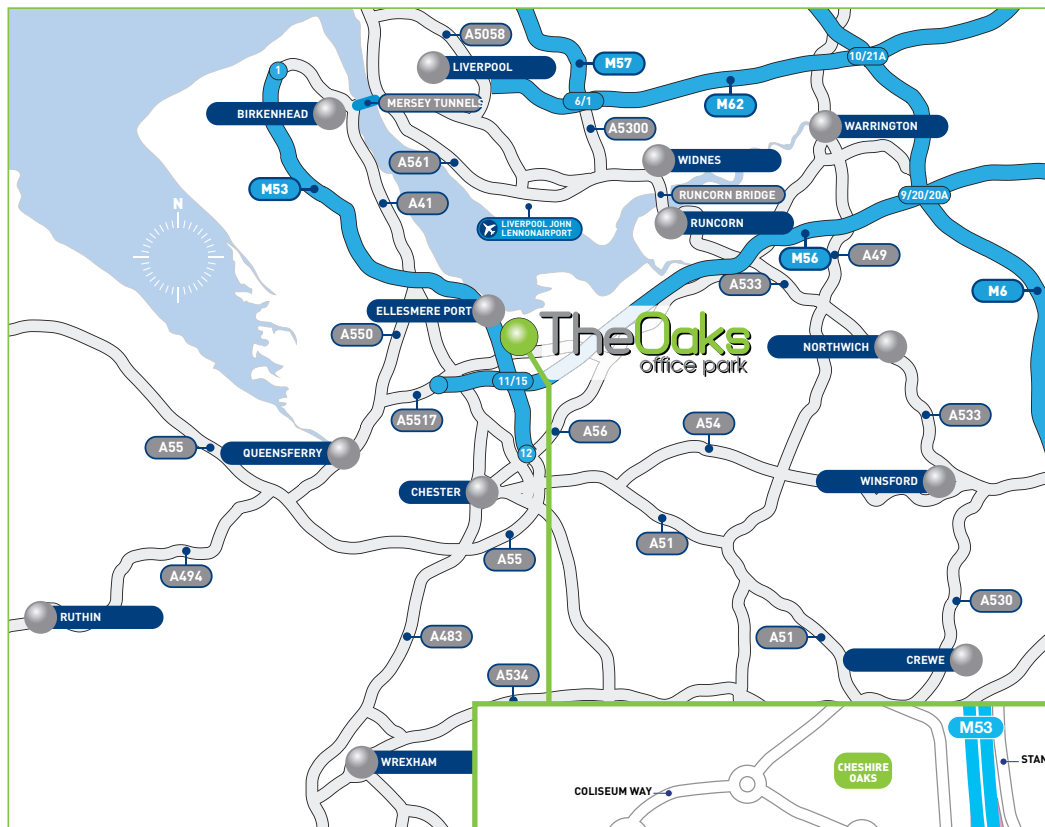 A5058
LIVERPOOL
M57
10/21A
1
MERSEY TUNNELS
6/1
M62
BIRKENHEAD
A5300
WARRINGTON
A561
WIDNES
M53
A41
RUNCORN BRIDGE
9/20/20A
N
LIVERPOOL JOHN
LENNONAIRPORT
RUNCORN
M56
A49
A533
M6
ELLESMERE PORT
A550
TheOaks
office park
NORTHWICH
11/15
A5517
A56
A54
A533
A55
QUEENSFERRY
12
CHESTER
WINSFORD
A55
A51
A494
RUTHIN
A530
A483
A51
CREWE
A534
M53
WREXHAM
CHESHIRE
OAKS
STAN
COLISEUM WAY